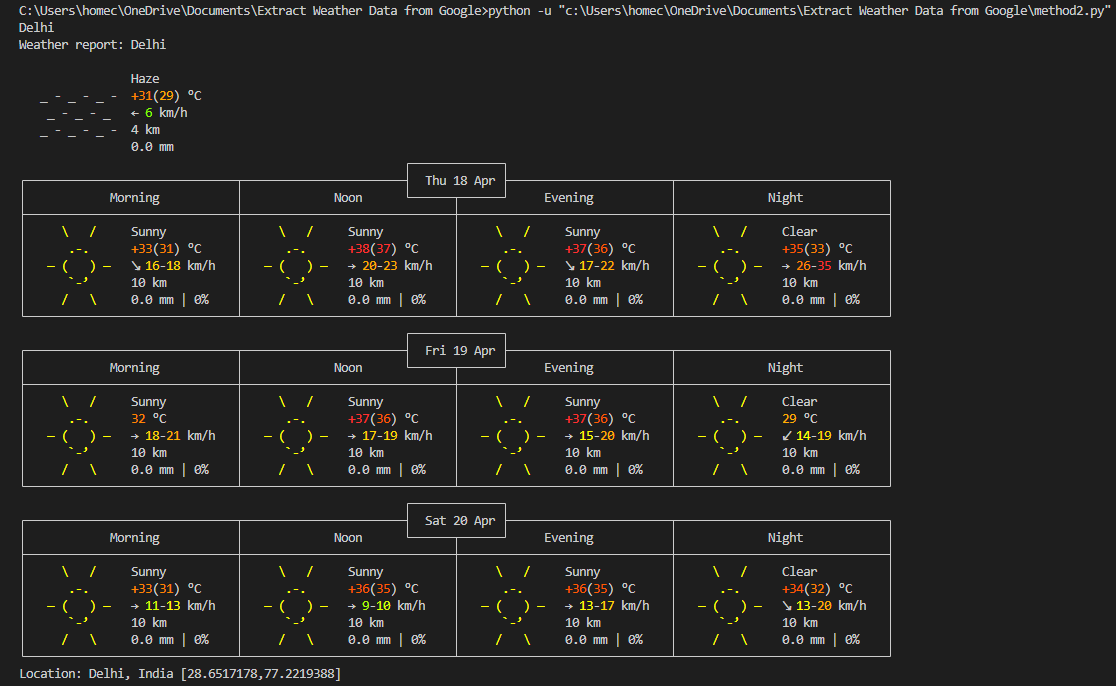 C:\Users\homec\OneDrive\Documents\Extract Weather Data from Google>python -u "c:\Users\homec\OneDrive\Documents\Extract Weather Data from Google\method2.py"
Delhi
Weather report: Delhi
Haze
_ - _ - _ - +31(29) °C
_ - _ - _ ← 6 km/h
_ - _ - _ - 4 km
0.0 mm
Thu 18 Apr
Morning Noon Evening Night
\ / Sunny \ / Sunny \ / Sunny \ / Clear
.-. +33(31) °C .-. +38(37) °C .-. +37(36) °C .-. +35(33) °C
― ( ) ― ↘ 16-18 km/h ― ( ) ― → 20-23 km/h ― ( ) ― ↘ 17-22 km/h ― ( ) ― → 26-35 km/h
`-’ 10 km `-’ 10 km `-’ 10 km `-’ 10 km
/ \ 0.0 mm | 0% / \ 0.0 mm | 0% / \ 0.0 mm | 0% / \ 0.0 mm | 0%
Fri 19 Apr
Morning Noon Evening Night
\ / Sunny \ / Sunny \ / Sunny \ / Clear
.-. 32 °C .-. +37(36) °C .-. +37(36) °C .-. 29 °C
― ( ) ― → 18-21 km/h ― ( ) ― → 17-19 km/h ― ( ) ― → 15-20 km/h ― ( ) ― ↙ 14-19 km/h
`-’ 10 km `-’ 10 km `-’ 10 km `-’ 10 km
/ \ 0.0 mm | 0% / \ 0.0 mm | 0% / \ 0.0 mm | 0% / \ 0.0 mm | 0%
Sat 20 Apr
Morning Noon Evening Night
\ / Sunny \ / Sunny \ / Sunny \ / Clear
.-. +33(31) °C .-. +36(35) °C .-. +36(35) °C .-. +34(32) °C
― ( ) ― → 11-13 km/h ― ( ) ― → 9-10 km/h ― ( ) ― → 13-17 km/h ― ( ) ― ↘ 13-20 km/h
`-’ 10 km `-’ 10 km `-’ 10 km `-’ 10 km
/ \ 0.0 mm | 0% / \ 0.0 mm | 0% / \ 0.0 mm | 0% / \ 0.0 mm | 0%
Location: Delhi, India [28.6517178,77.2219388]